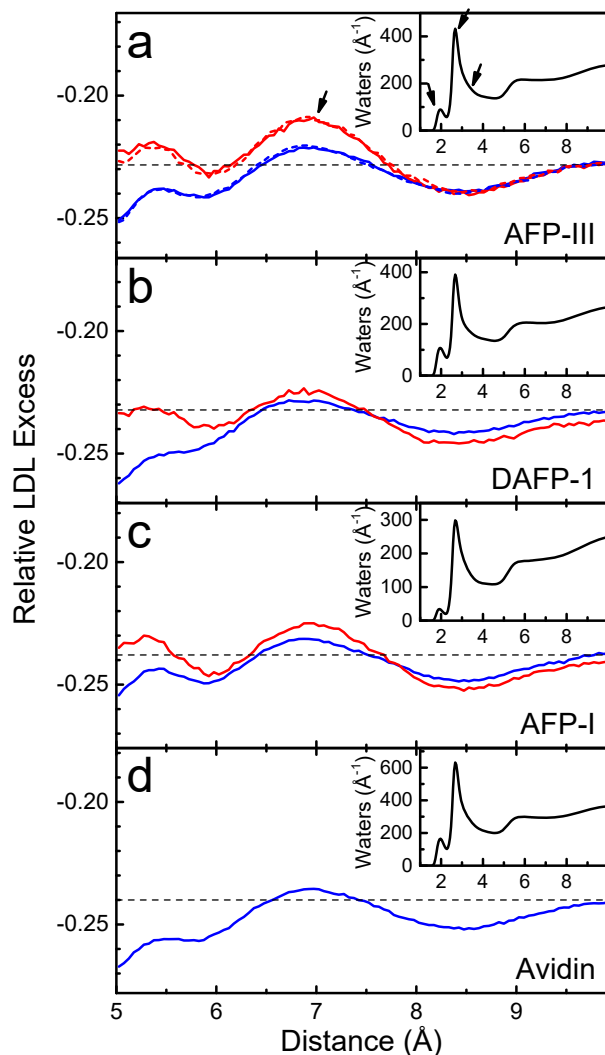 Relative LDL Excess
a
-0.20
-0.25
AFP-III
Waters (Å⁻¹)
400
200
0
2 4 6 8
b
-0.20
-0.25
DAFP-1
Waters (Å⁻¹)
400
200
0
2 4 6 8
c
-0.20
-0.25
AFP-I
Waters (Å⁻¹)
300
200
100
0
2 4 6 8
d
-0.20
-0.25
Avidin
Waters (Å⁻¹)
600
400
200
0
2 4 6 8
5 6 7 8 9
Distance (Å)